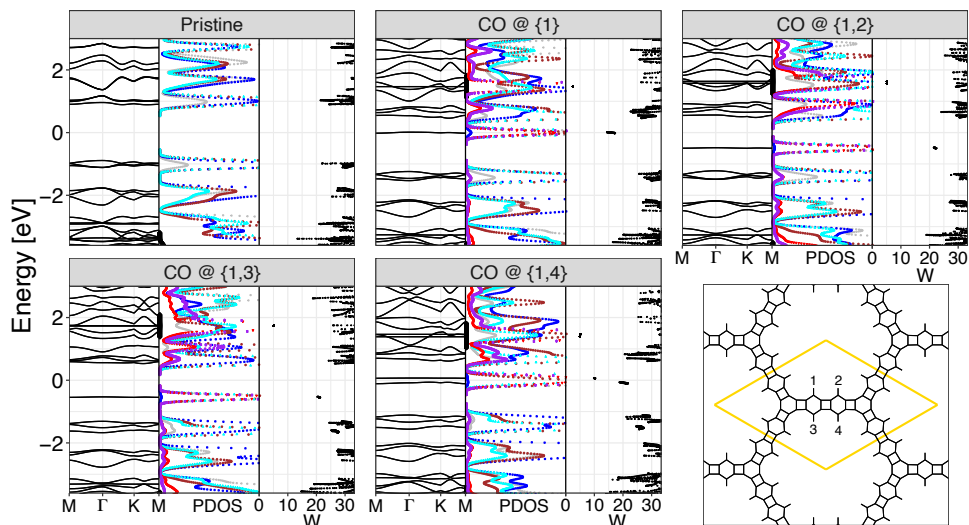 Pristine
CO @ {1}
CO @ {1,2}
Energy [eV]
2
0
−2
M Γ K M PDOS 0 10 20 30
W
CO @ {1,3}
CO @ {1,4}
2
0
−2
M Γ K M PDOS 0 10 20 30
W
M Γ K M PDOS 0 10 20 30
W
1 2
3 4